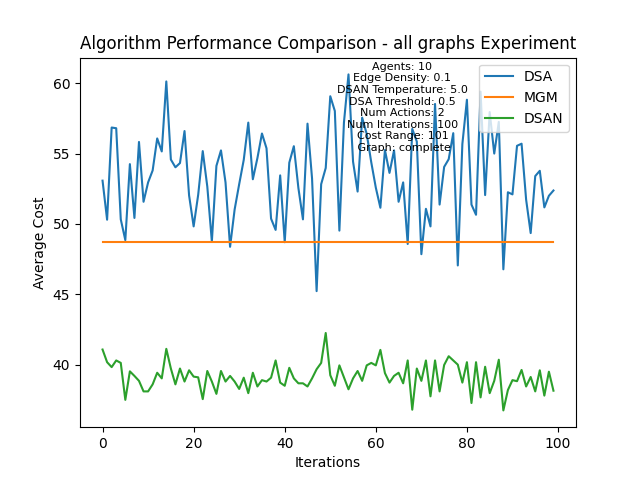 Algorithm Performance Comparison - all graphs Experiment
Agents: 10
Edge Density: 0.1
DSAN Temperature: 5.0
DSA Threshold: 0.5
Num Actions: 2
Num Iterations: 100
Cost Range: 101
Graph: complete
DSA
MGM
DSAN
60
55
50
45
40
Average Cost
0 20 40 60 80 100
Iterations